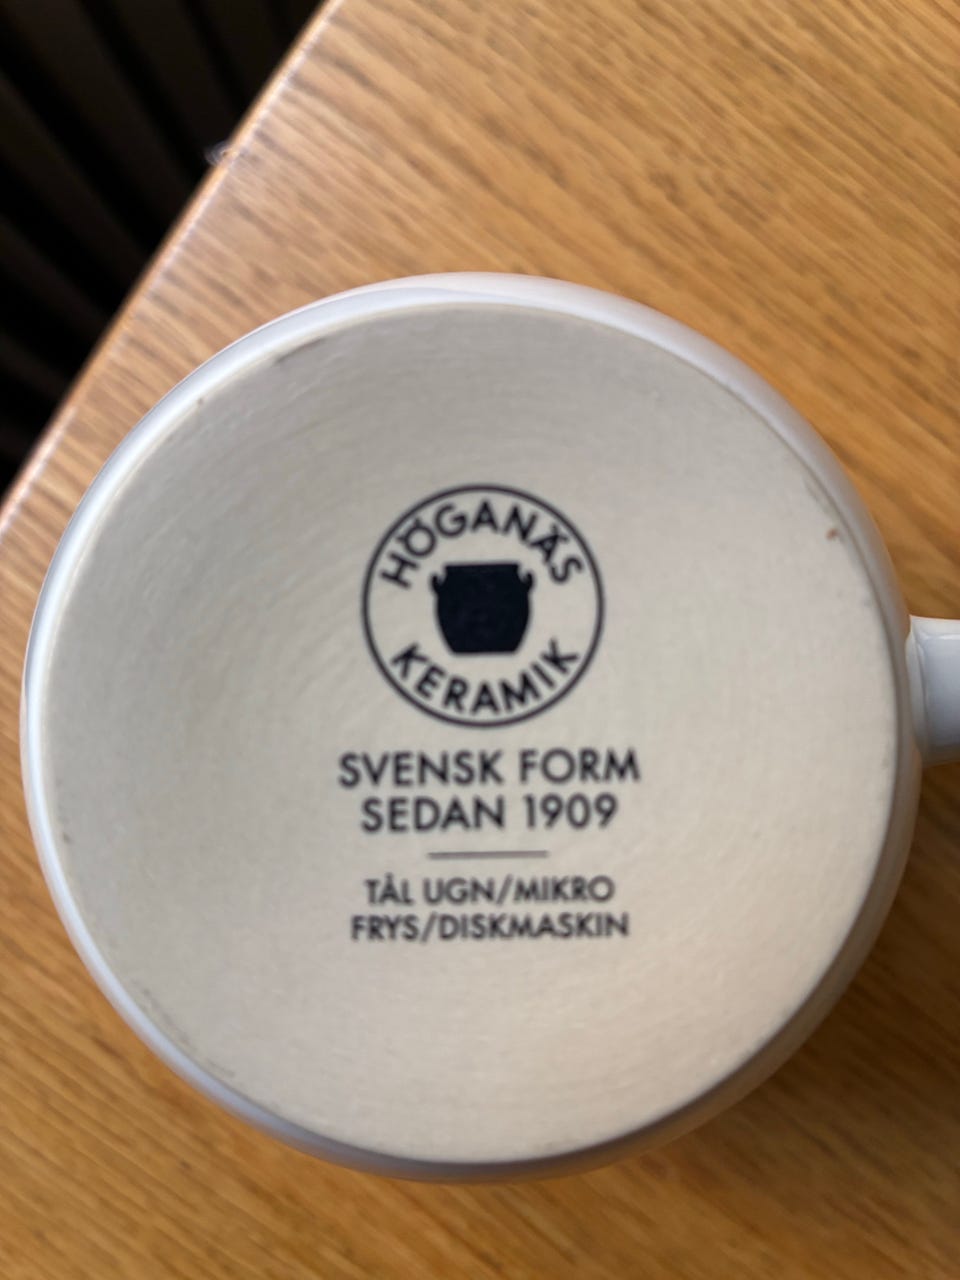 HÖGANÄS
KERAMIK
SVENSK FORM
SEDAN 1909
TÅL UGN/MIKRO
FRYS/DISKMASKIN